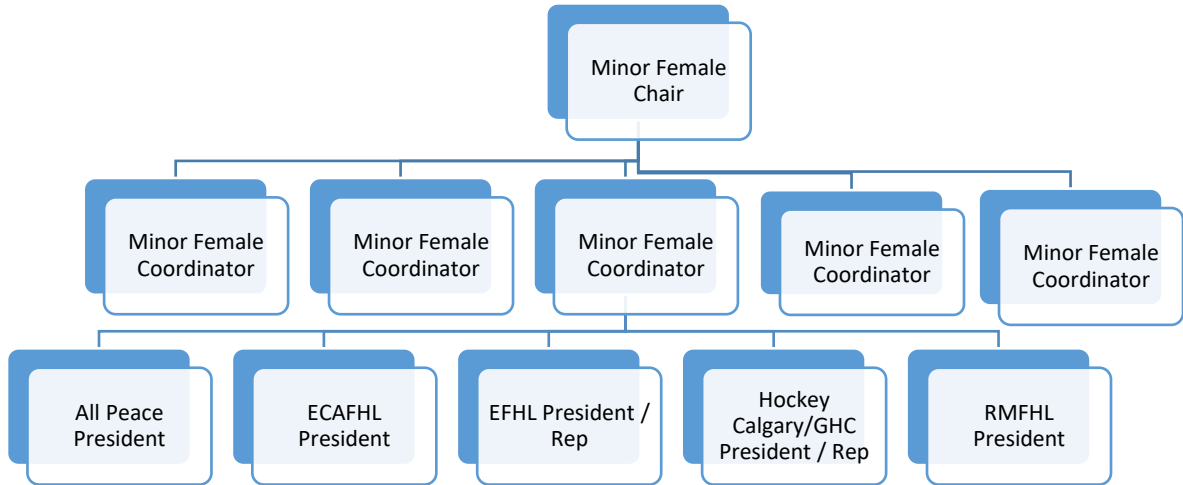 Minor Female
Chair
Minor Female
Coordinator
Minor Female
Coordinator
Minor Female
Coordinator
Minor Female
Coordinator
Minor Female
Coordinator
All Peace
President
ECAFHL
President
EFHL President /
Rep
Hockey
Calgary/GHC
President / Rep
RMFHL
President